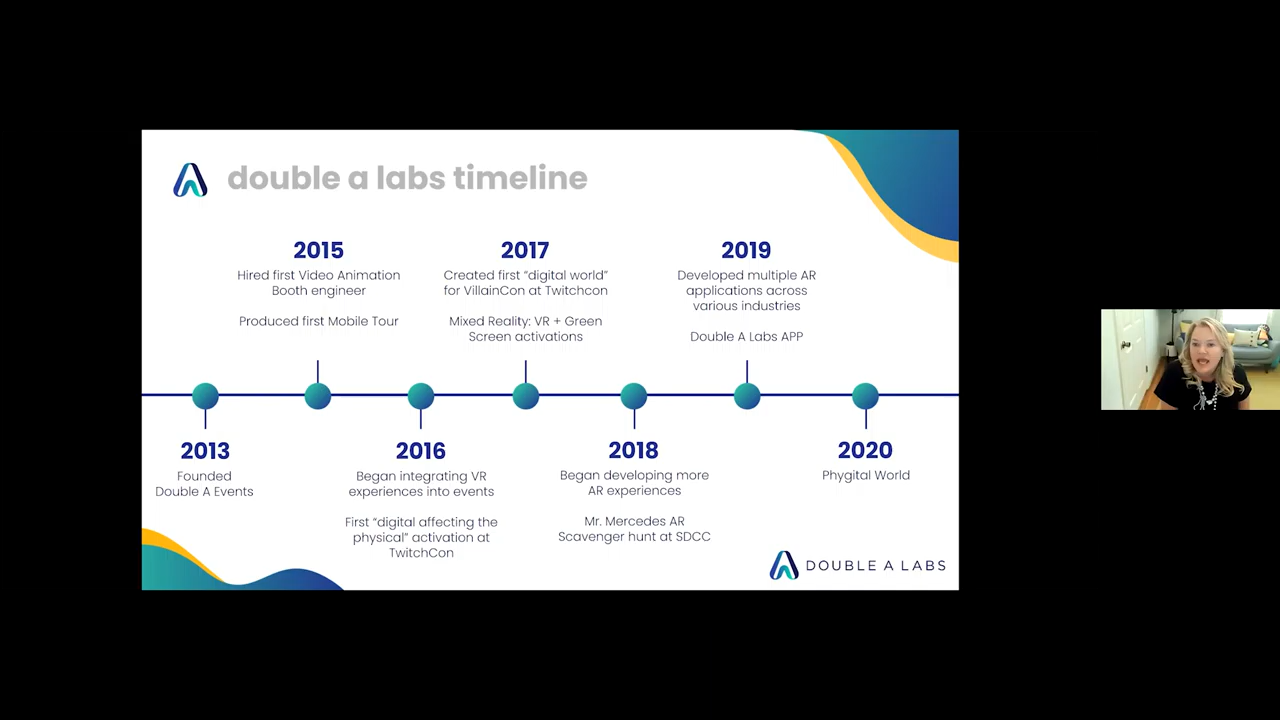 double a labs timeline
2015
Hired first Video Animation
Booth engineer
Produced first Mobile Tour
2017
Created first “digital world”
for VillainCon at Twitchcon
Mixed Reality: VR + Green
Screen activations
2019
Developed multiple AR
applications across
various industries
Double A Labs APP
2013
Founded
Double A Events
2016
Began integrating VR
experiences into events
First “digital affecting the
physical” activation at
TwitchCon
2018
Began developing more
AR experiences
Mr. Mercedes AR
Scavenger hunt at SDCC
2020
Phygital World
DOUBLE A LABS